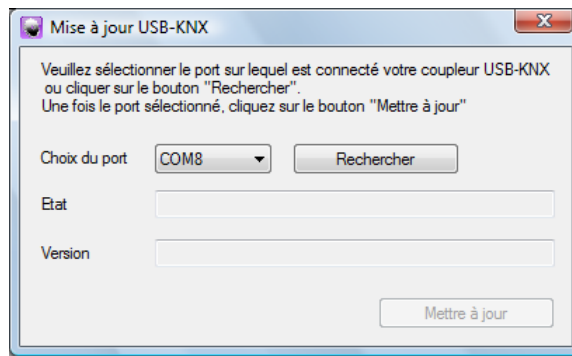 Mise à jour USB-KNX
Veuillez sélectionner le port sur lequel est connecté votre coupleur USB-KNX
ou cliquer sur le bouton "Rechercher".
Une fois le port sélectionné, cliquez sur le bouton "Mettre à jour"
Choix du port COM8 Rechercher
Etat
Version
Mettre à jour